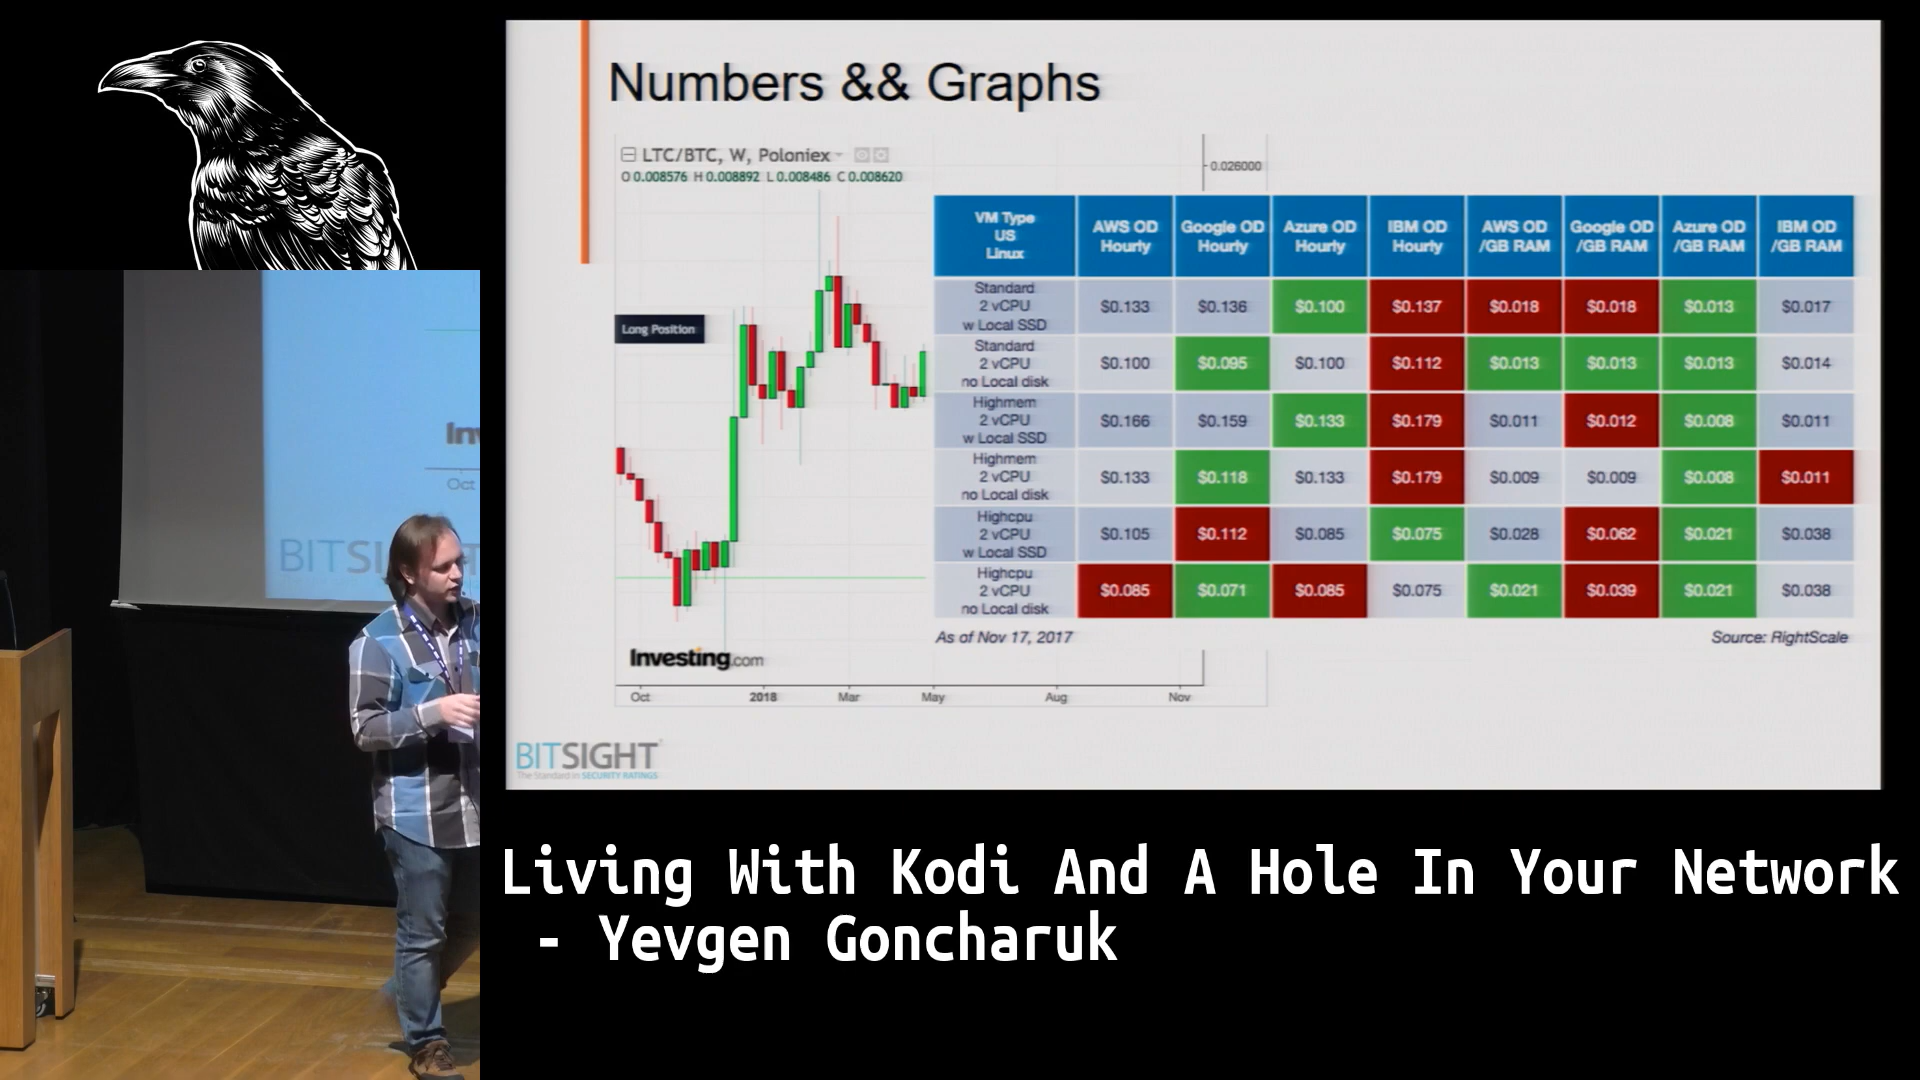 Numbers && Graphs
LTC/BTC, W, Poloniex
O 0.008576 H 0.008892 L 0.008486 C 0.008620
0.026000
Long Position
VM Type US Linux AWS OD Hourly Google OD Hourly Azure OD Hourly IBM OD Hourly AWS OD /GB RAM Google OD /GB RAM Azure OD /GB RAM IBM OD /GB RAM
Standard 2 vCPU w Local SSD $0.133 $0.136 $0.100 $0.137 $0.018 $0.018 $0.013 $0.017
Standard 2 vCPU no Local disk $0.100 $0.095 $0.100 $0.112 $0.013 $0.013 $0.013 $0.014
Highmem 2 vCPU w Local SSD $0.166 $0.159 $0.133 $0.179 $0.011 $0.012 $0.008 $0.011
Highmem 2 vCPU no Local disk $0.133 $0.118 $0.133 $0.179 $0.009 $0.009 $0.008 $0.011
Highcpu 2 vCPU w Local SSD $0.105 $0.112 $0.085 $0.075 $0.028 $0.062 $0.021 $0.038
Highcpu 2 vCPU no Local disk $0.085 $0.071 $0.085 $0.075 $0.021 $0.039 $0.021 $0.038
As of Nov 17, 2017 Source: RightScale
Investing.com
Oct 2018 Mar May Aug Nov
BITSIGHT
The Standard in SECURITY RATINGS
Inv
Oct
BITSI
Living With Kodi And A Hole In Your Network
- Yevgen Goncharuk